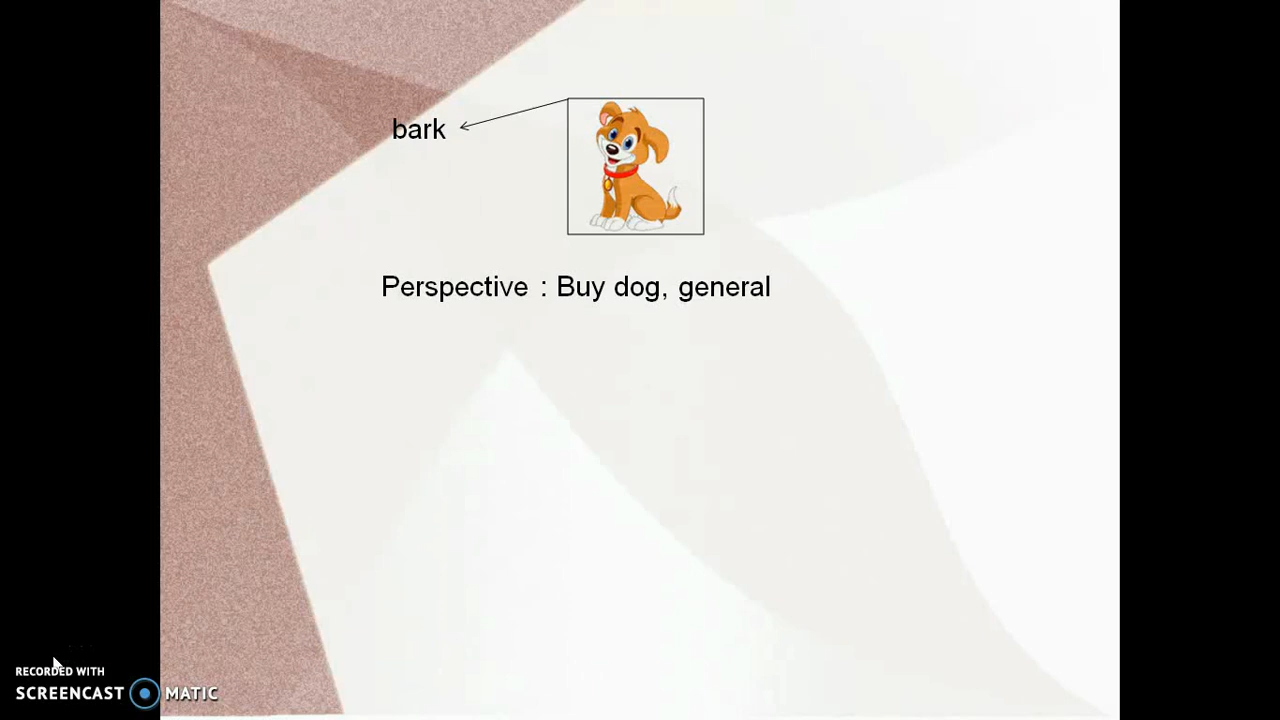 bark
Perspective : Buy dog, general
RECORDED WITH
SCREENCAST MATIC